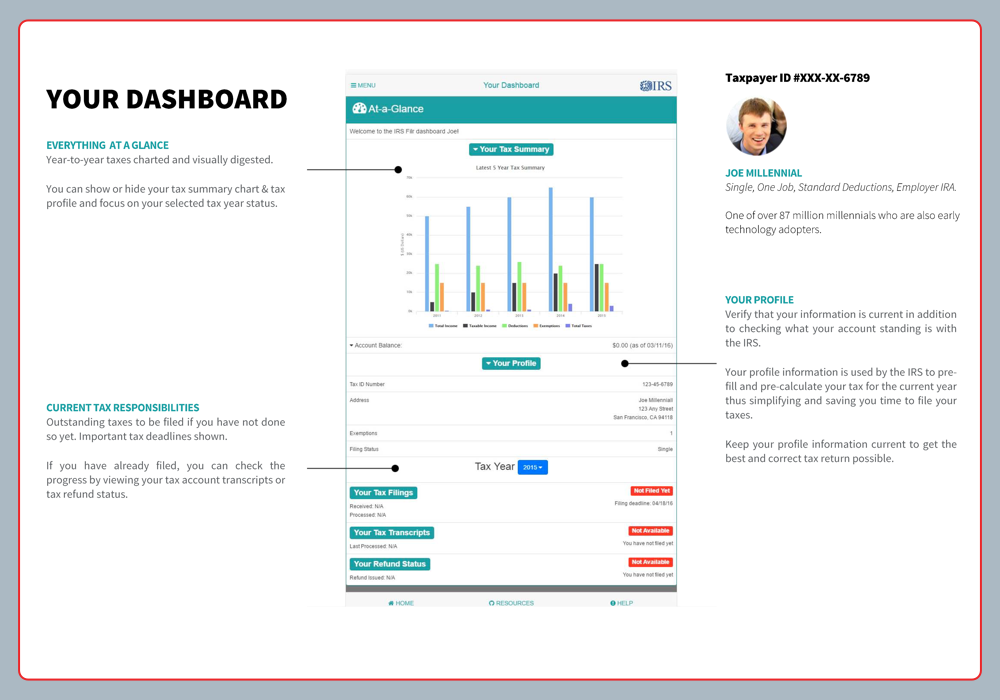 YOUR DASHBOARD
EVERYTHING AT A GLANCE
Year-to-year taxes charted and visually digested.
You can show or hide your tax summary chart & tax
profile and focus on your selected tax year status.
CURRENT TAX RESPONSIBILITIES
Outstanding taxes to be filed if you have not done
so yet. Important tax deadlines shown.
If you have already filed, you can check the
progress by viewing your tax account transcripts or
tax refund status.
MENU
Your Dashboard
IRS
At-a-Glance
Welcome to the IRS File dashboard Joe!
Your Tax Summary
Latest 5 Year Tax Summary
2011 2012 2013 2014 2015
Total Income Taxable Income Deductions Exemptions Total Taxes
Account Balance: $0.00 (as of 03/11/16)
Your Profile
Tax ID Number 123-45-6789
Address Joe Millenniall
123 Any Street
San Francisco, CA 94118
Exemptions 1
Filing Status Single
Tax Year 2015
Your Tax Filings Not Filed Yet
Received: N/A Filing deadline: 04/18/16
Processed: N/A
Your Tax Transcripts Not Available
Last Processed: N/A You have not filed yet
Your Refund Status Not Available
Refund Issued: N/A You have not filed yet
HOME RESOURCES HELP
Taxpayer ID #XXX-XX-6789
JOE MILLENNIAL
Single, One Job, Standard Deductions, Employer IRA.
One of over 87 million millennials who are also early
technology adopters.
YOUR PROFILE
Verify that your information is current in addition
to checking what your account standing is with
the IRS.
Your profile information is used by the IRS to pre-
fill and pre-calculate your tax for the current year
thus simplifying and saving you time to file your
taxes.
Keep your profile information current to get the
best and correct tax return possible.